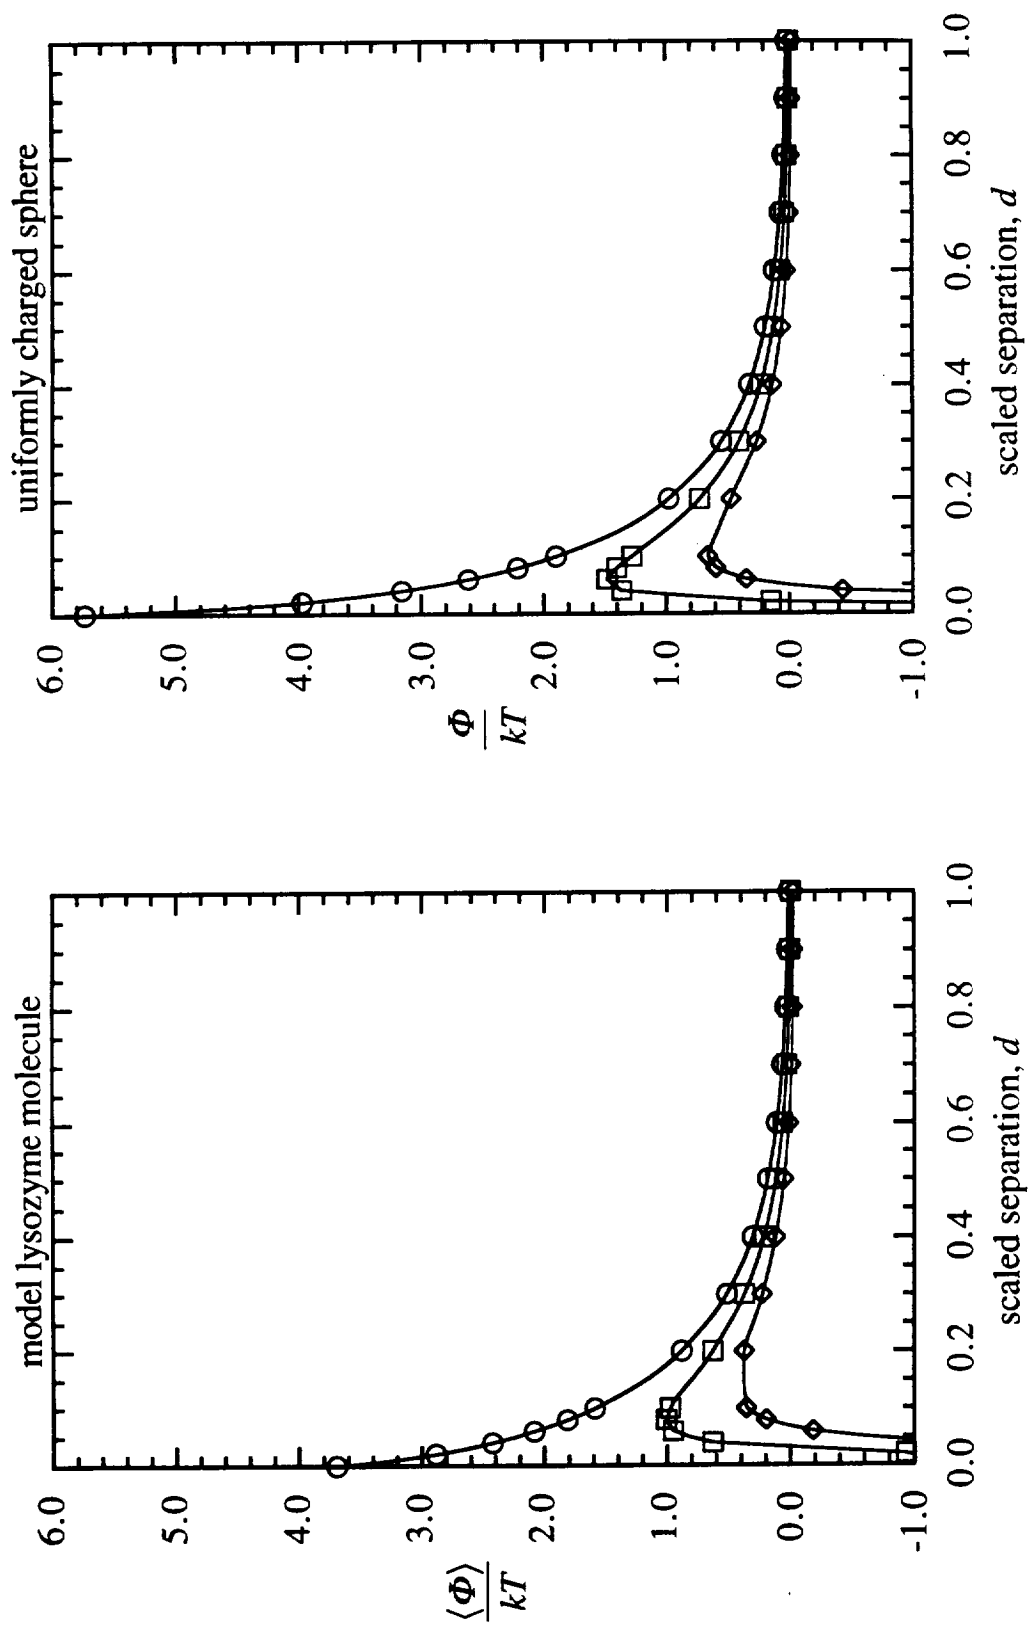 model lysozyme molecule
⟨Φ⟩
kT
6.0
5.0
4.0
3.0
2.0
1.0
0.0
-1.0
0.0 0.2 0.4 0.6 0.8 1.0
scaled separation, d
uniformly charged sphere
Φ
kT
6.0
5.0
4.0
3.0
2.0
1.0
0.0
-1.0
0.0 0.2 0.4 0.6 0.8 1.0
scaled separation, d